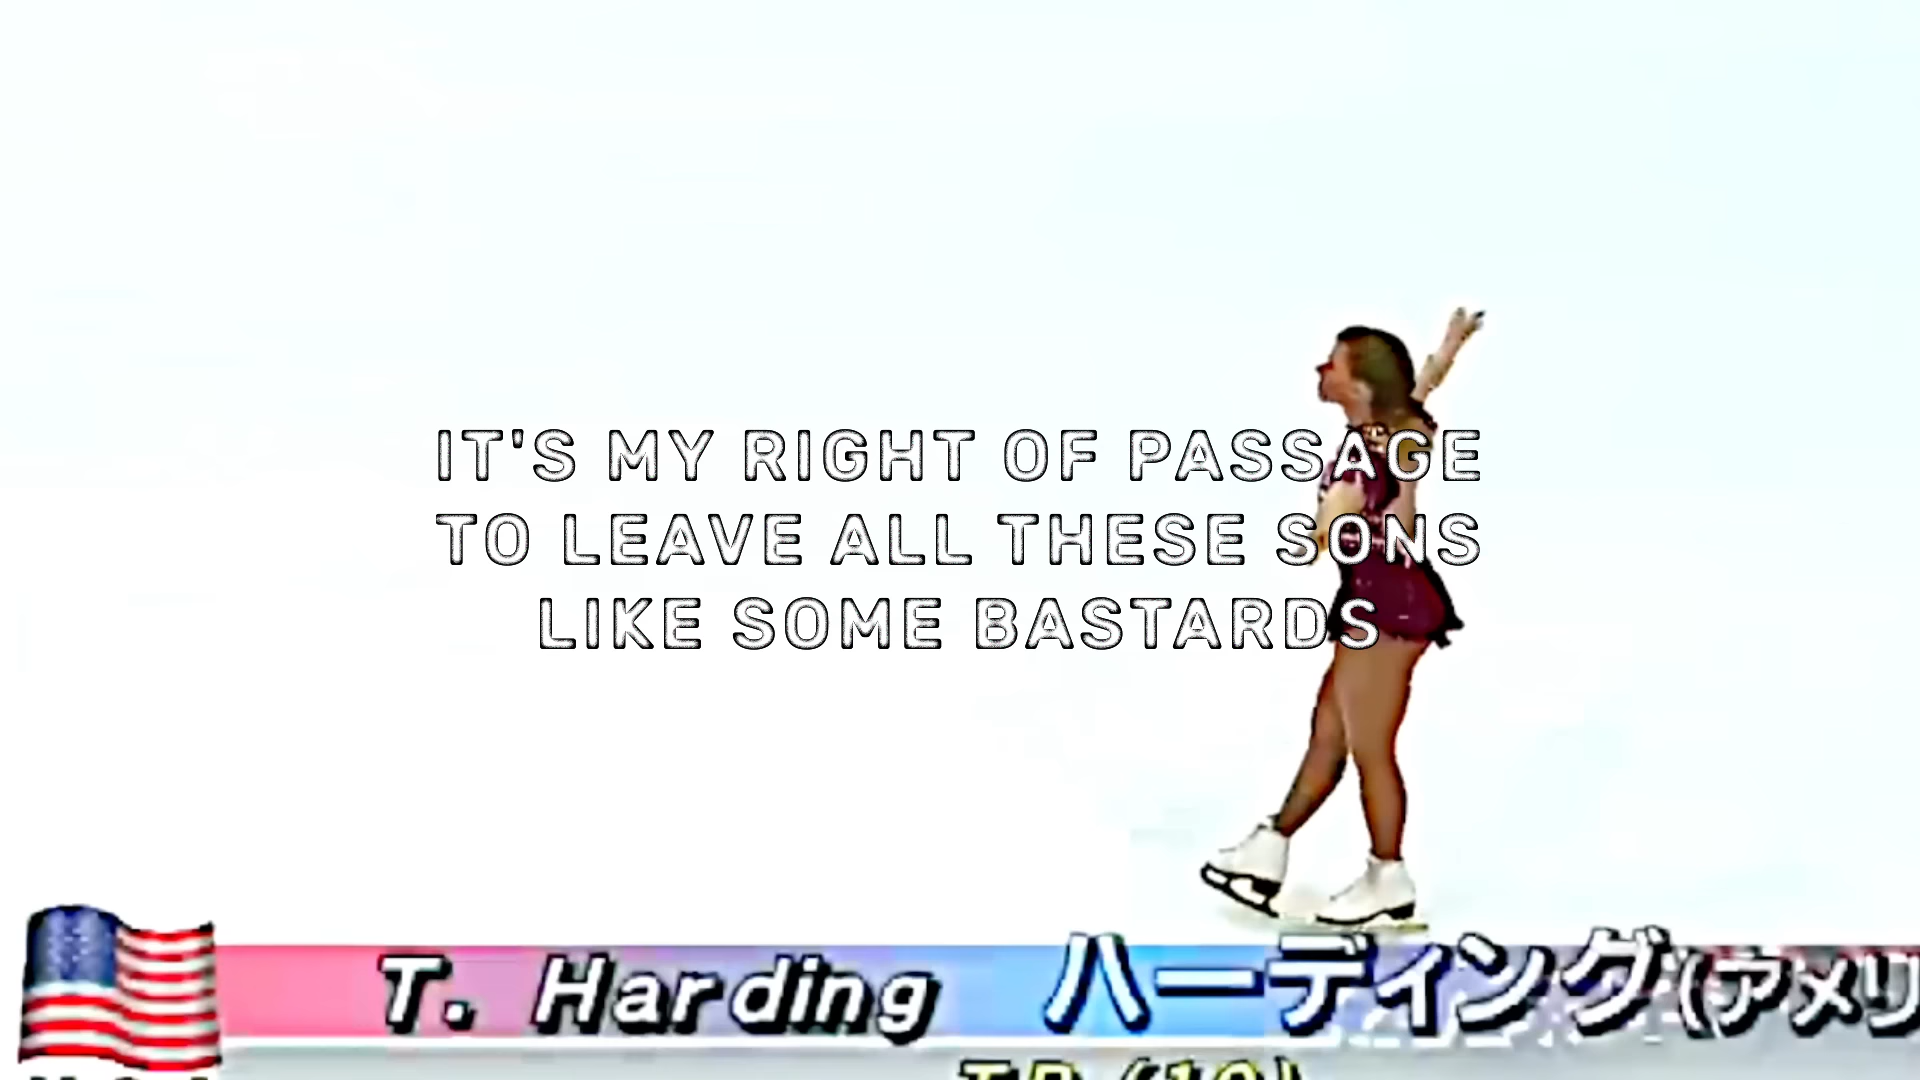 IT'S MY RIGHT OF PASSAGE
TO LEAVE ALL THESE SONS
LIKE SOME BASTARDS
T. Harding ハーディング(アメリ